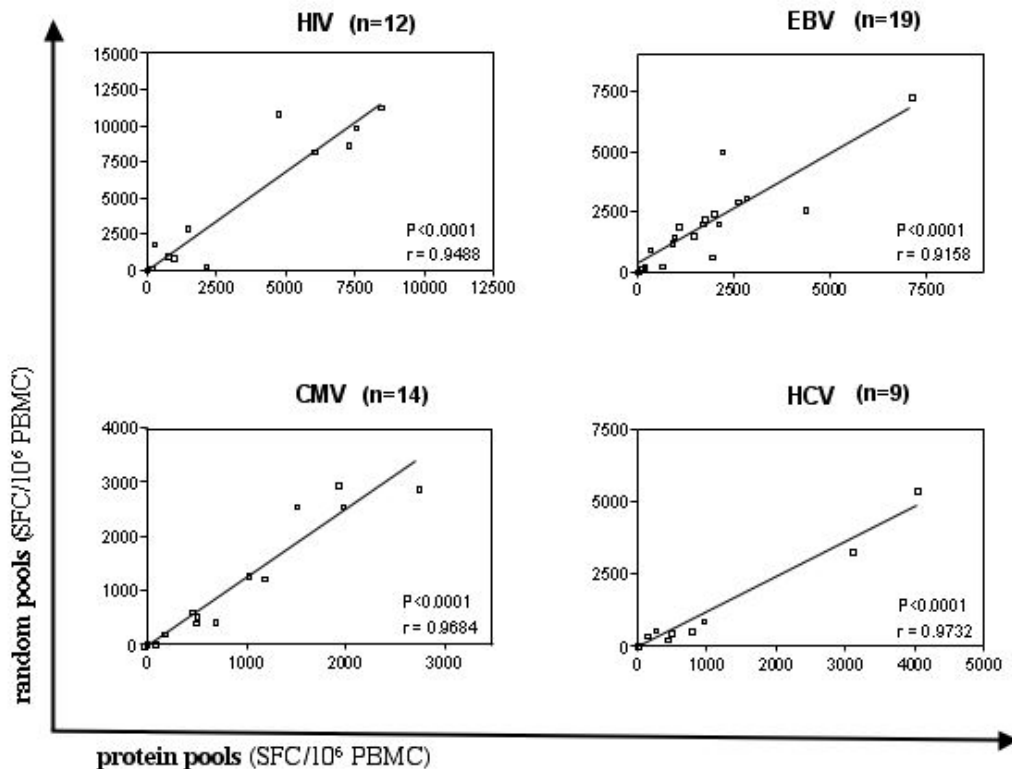 HIV (n=12)
15000
12500
10000
7500
5000
2500
0
0 2500 5000 7500 10000 12500
P<0.0001
r = 0.9488
EBV (n=19)
7500
5000
2500
0
0 2500 5000 7500
P<0.0001
r = 0.9158
CMV (n=14)
4000
3000
2000
1000
0
0 1000 2000 3000
P<0.0001
r = 0.9684
HCV (n=9)
7500
5000
2500
0
0 1000 2000 3000 4000 5000
P<0.0001
r = 0.9732
random pools (SFC/10⁶ PBMC)
protein pools (SFC/10⁶ PBMC)